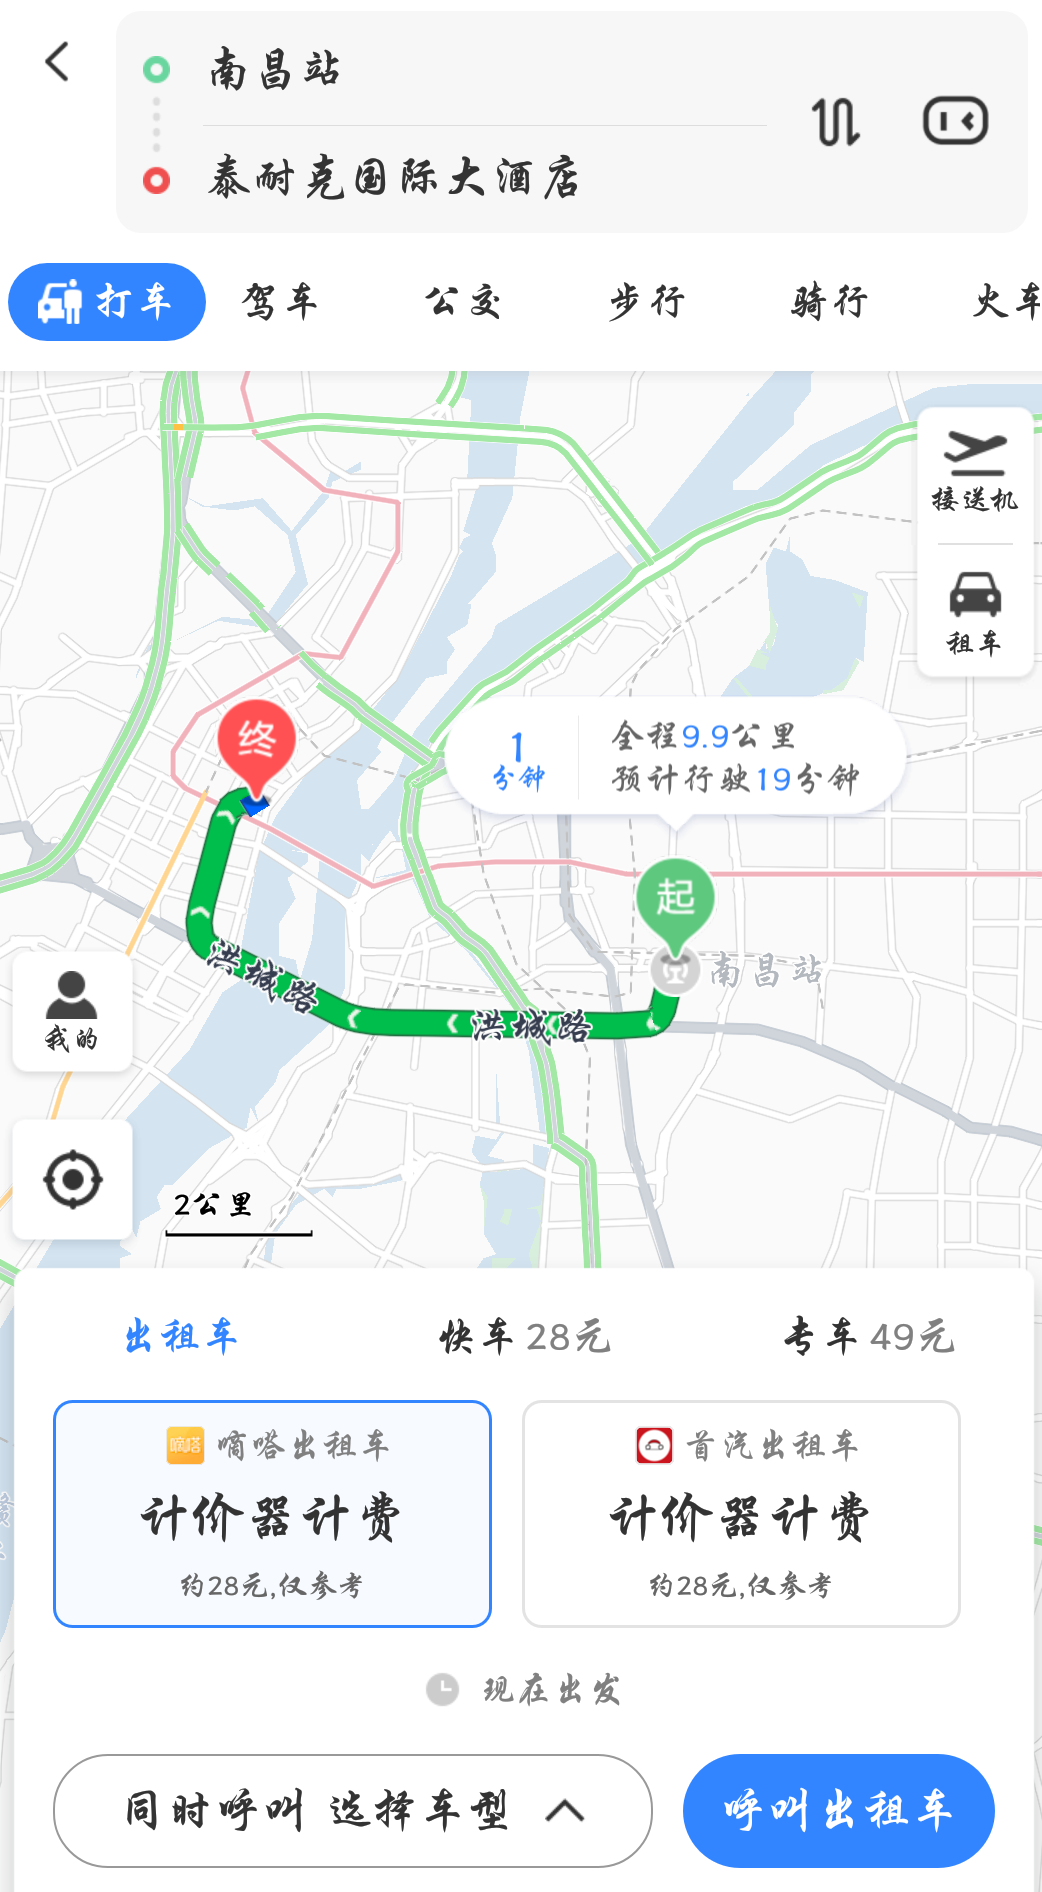 南昌站
泰耐克国际大酒店
打车 驾车 公交 步行 骑行 火车
接送机
租车
终
1
分钟
全程9.9公里
预计行驶19分钟
起
南昌站
洪城路
洪城路
我的
2公里
出租车 快车 28元 专车 49元
嘀嗒出租车 首汽出租车
计价器计费 计价器计费
约28元,仅参考 约28元,仅参考
现在出发
同时呼叫 选择车型 呼叫出租车